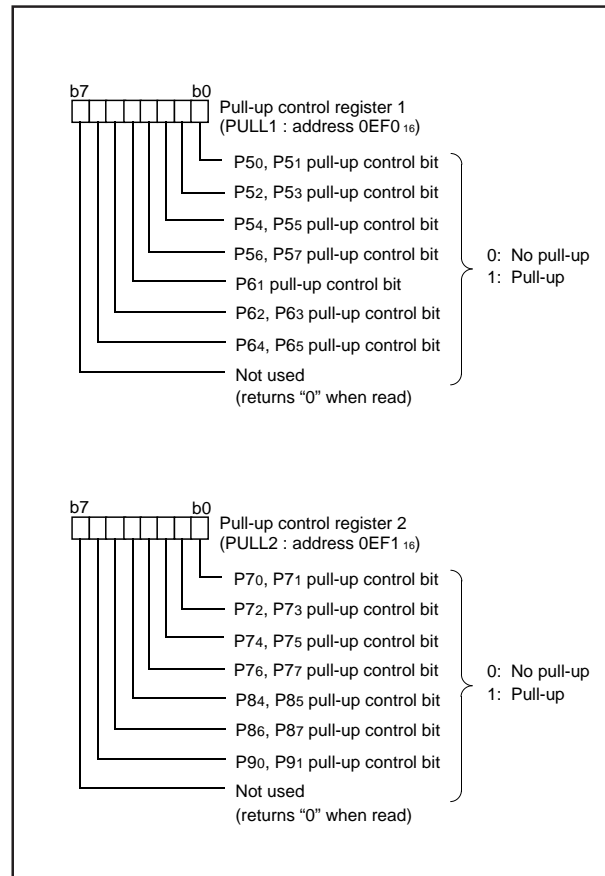 b7 b0
Pull-up control register 1
(PULL1 : address 0EF0 16)
P50, P51 pull-up control bit
P52, P53 pull-up control bit
P54, P55 pull-up control bit
P56, P57 pull-up control bit
P61 pull-up control bit
P62, P63 pull-up control bit
P64, P65 pull-up control bit
Not used
(returns “0” when read)
0: No pull-up
1: Pull-up
b7 b0
Pull-up control register 2
(PULL2 : address 0EF1 16)
P70, P71 pull-up control bit
P72, P73 pull-up control bit
P74, P75 pull-up control bit
P76, P77 pull-up control bit
P84, P85 pull-up control bit
P86, P87 pull-up control bit
P90, P91 pull-up control bit
Not used
(returns “0” when read)
0: No pull-up
1: Pull-up